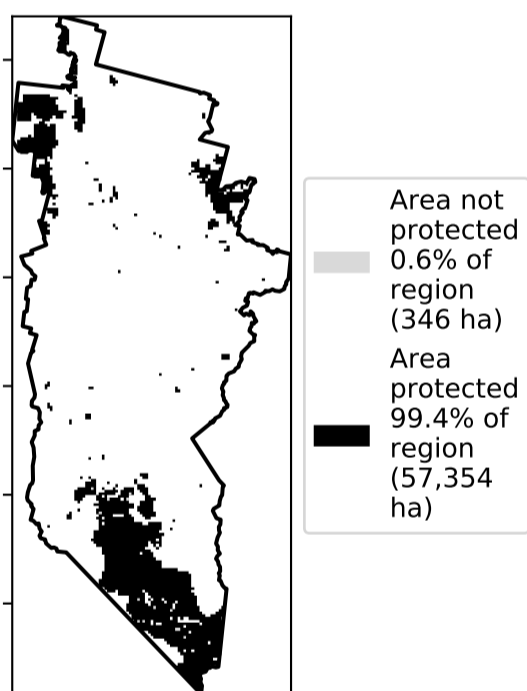 Area not
protected
0.6% of
region
(346 ha)
Area
protected
99.4% of
region
(57,354
ha)